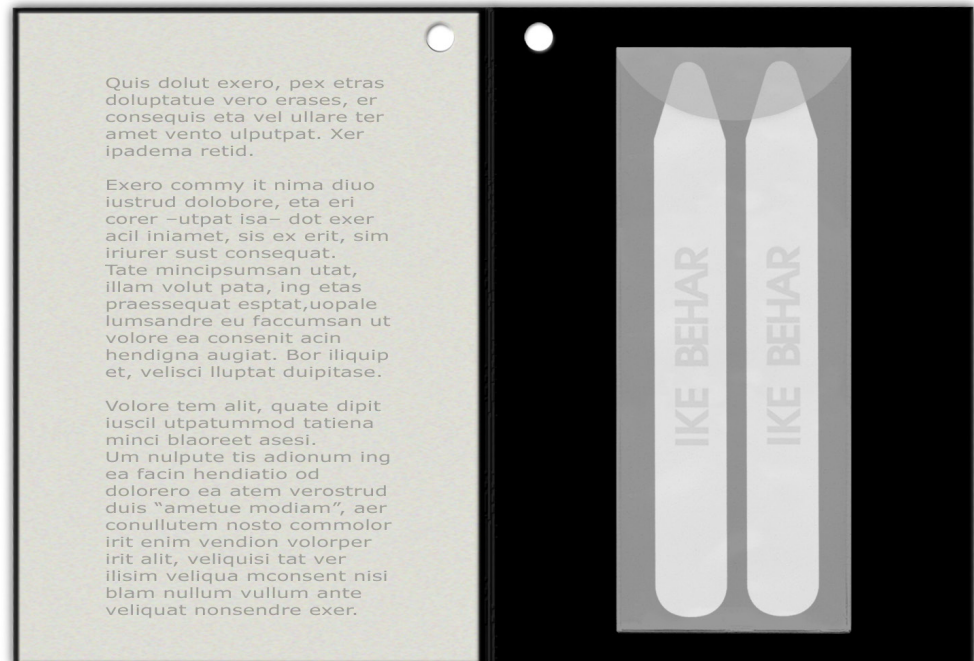 Quis dolut exero, pex etras
doluptatue vero erases, er
consequis eta vel ullare ter
amet vento ulputpat. Xer
ipadema retid.
Exero commy it nima diuo
iustrud dolobore, eta eri
corer –utpat isa– dot exer
acil iniamet, sis ex erit, sim
iriurer sust consequat.
Tate mincipsumsan utat,
illam volut pata, ing etas
praessequat esptat,uopale
lumsandre eu faccumsan ut
volore ea consenit acin
hendigna augiat. Bor iliquip
et, velisci lluptat duipitase.
Volore tem alit, quate dipit
iuscil utpatummod tatiena
minci blaoreet asesi.
Um nulpute tis adionum ing
ea facin hendiatio od
dolorero ea atem verostrud
duis “ametue modiam”, aer
conullutem nosto commolor
irit enim vendion volorper
irit alit, veliquisi tat ver
ilisim veliqua mconsent nisi
blam nullum vullum ante
veliquat nonsendre exer.
IKE BEHAR
IKE BEHAR